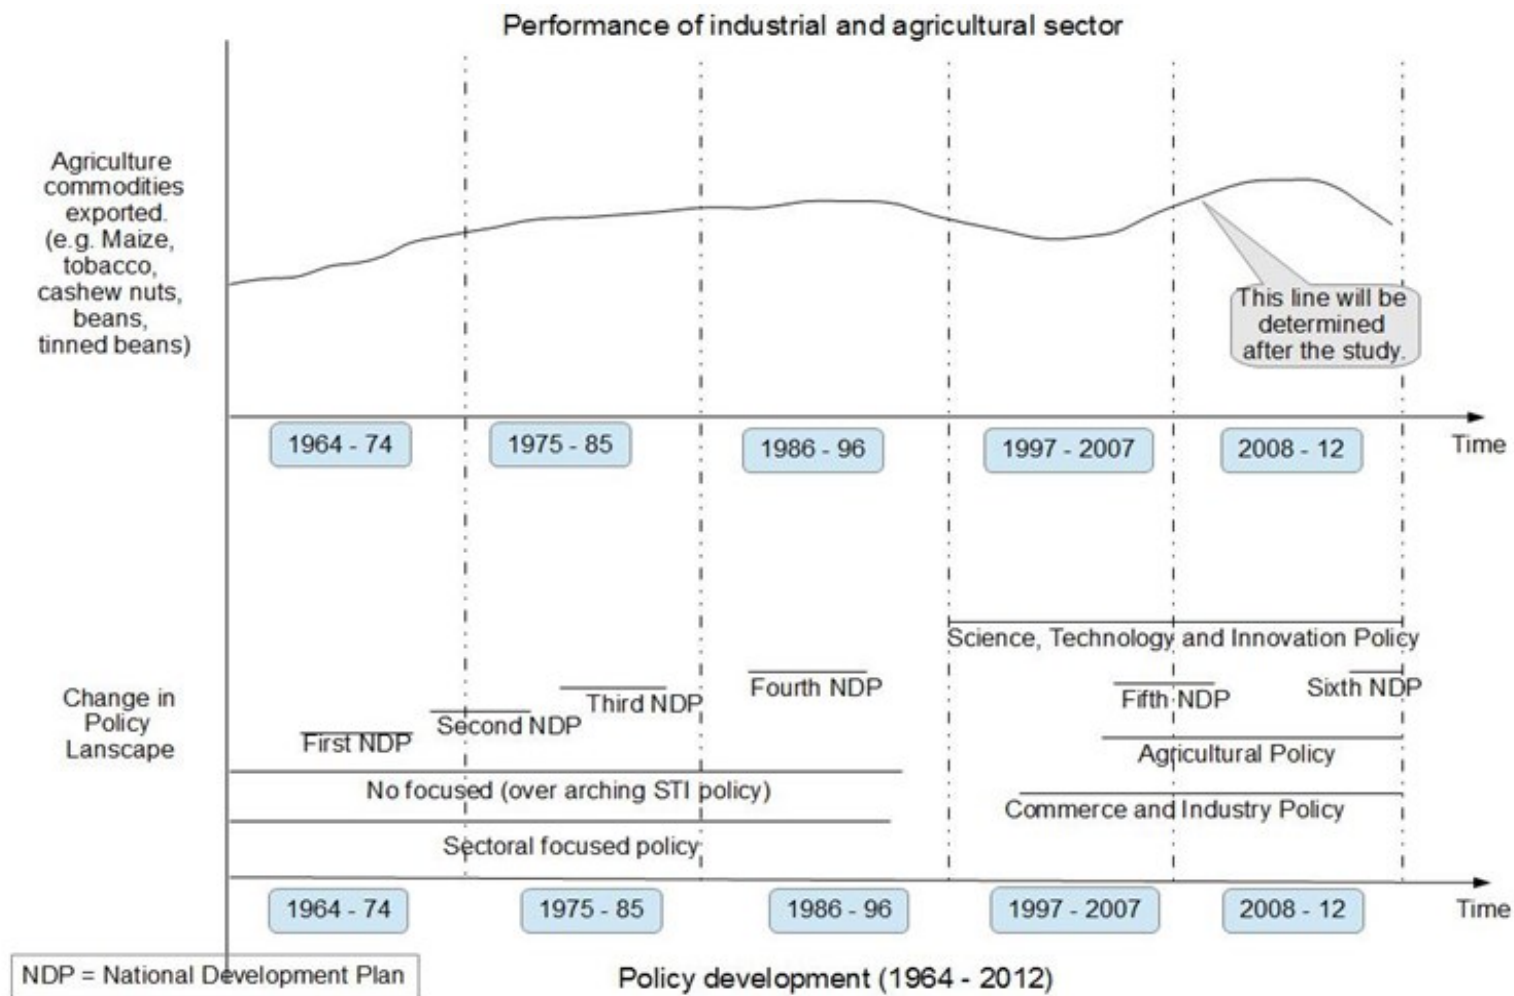 Performance of industrial and agricultural sector
Agriculture
commodities
exported.
(e.g. Maize,
tobacco,
cashew nuts,
beans,
tinned beans)
This line will be
determined
after the study.
1964 - 74
1975 - 85
1986 - 96
1997 - 2007
2008 - 12
Time
Change in
Policy
Lanscape
Science, Technology and Innovation Policy
First NDP
Second NDP
Third NDP
Fourth NDP
Fifth NDP
Sixth NDP
Agricultural Policy
No focused (over arching STI policy)
Commerce and Industry Policy
Sectoral focused policy
1964 - 74
1975 - 85
1986 - 96
1997 - 2007
2008 - 12
Time
NDP = National Development Plan
Policy development (1964 - 2012)